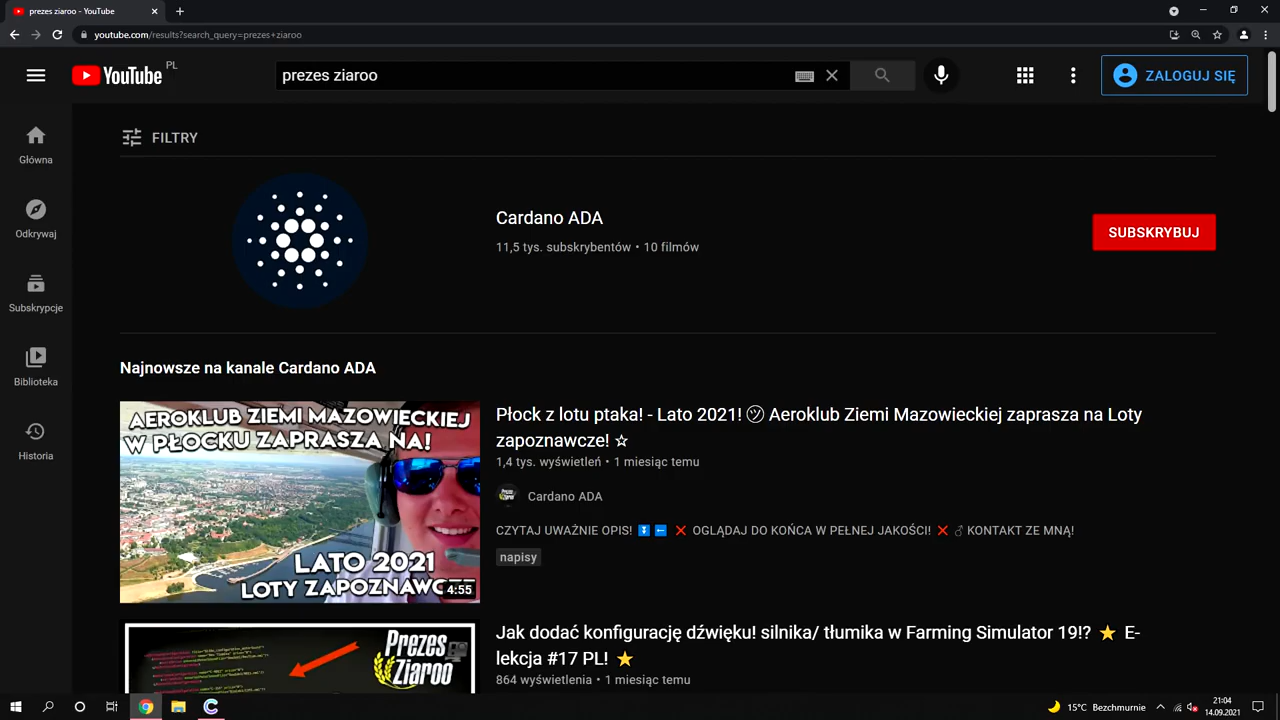 prezes ziaroo - YouTube
youtube.com/results?search_query=prezes+ziaroo
YouTube PL
prezes ziaroo
ZALOGUJ SIĘ
Główna
Odkrywaj
Subskrypcje
Biblioteka
Historia
FILTRY
Cardano ADA
11,5 tys. subskrybentów • 10 filmów
SUBSKRYBUJ
Najnowsze na kanale Cardano ADA
AEROKLUB ZIEMI MAZOWIECKIEJ
W PŁOCKU ZAPRASZA NA!
LATO 2021
LOTY ZAPOZNAWCZE
4:55
Płock z lotu ptaka! - Lato 2021! ㋡ Aeroklub Ziemi Mazowieckiej zaprasza na Loty
zapoznawcze! ☆
1,4 tys. wyświetleń • 1 miesiąc temu
Cardano ADA
CZYTAJ UWAŻNIE OPIS! ⏬ ⬅ ❌ OGLĄDAJ DO KOŃCA W PEŁNEJ JAKOŚCI! ❌ ♂ KONTAKT ZE MNĄ!
napisy
Prezes
Ziaroo
Jak dodać konfigurację dźwięku! silnika/ tłumika w Farming Simulator 19!? ⭐ E-
lekcja #17 PL! ⭐
864 wyświetlenia • 1 miesiąc temu
15°C Bezchmurnie
21:04
14.09.2021